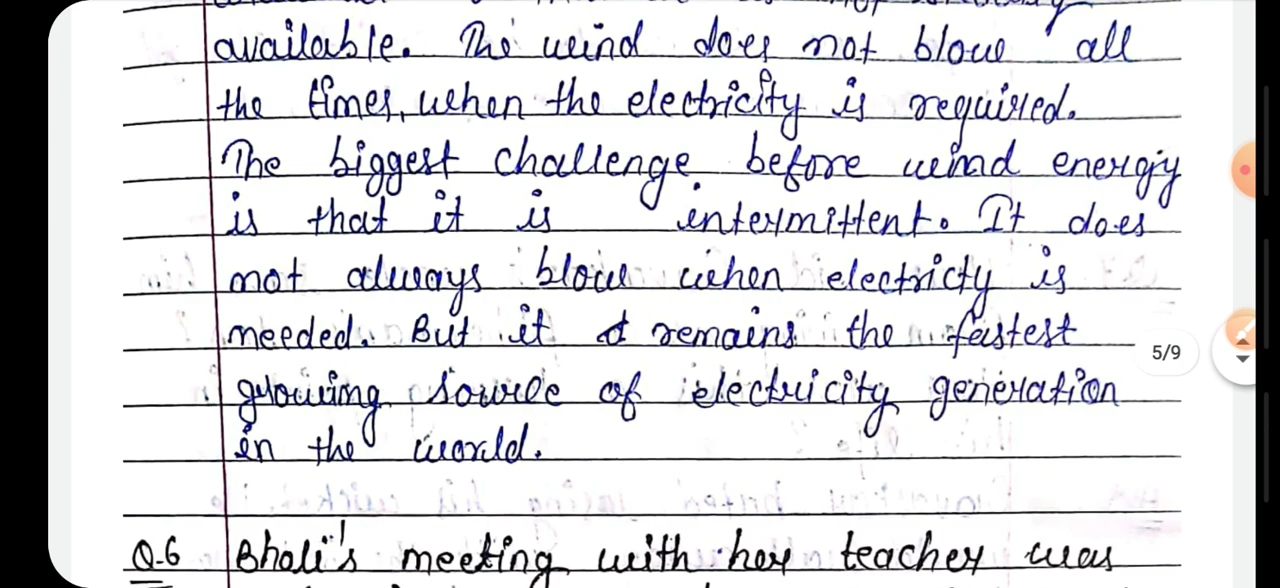 available. The wind does not blow all
the times, when the electricity is required.
The biggest challenge before wind energy
is that it is intermittent. It does
not always blow when electricty is
needed. But it remains the fastest
growing source of electricity generation
in the world.
5/9
Q.6 Bholi's meeting with her teacher was